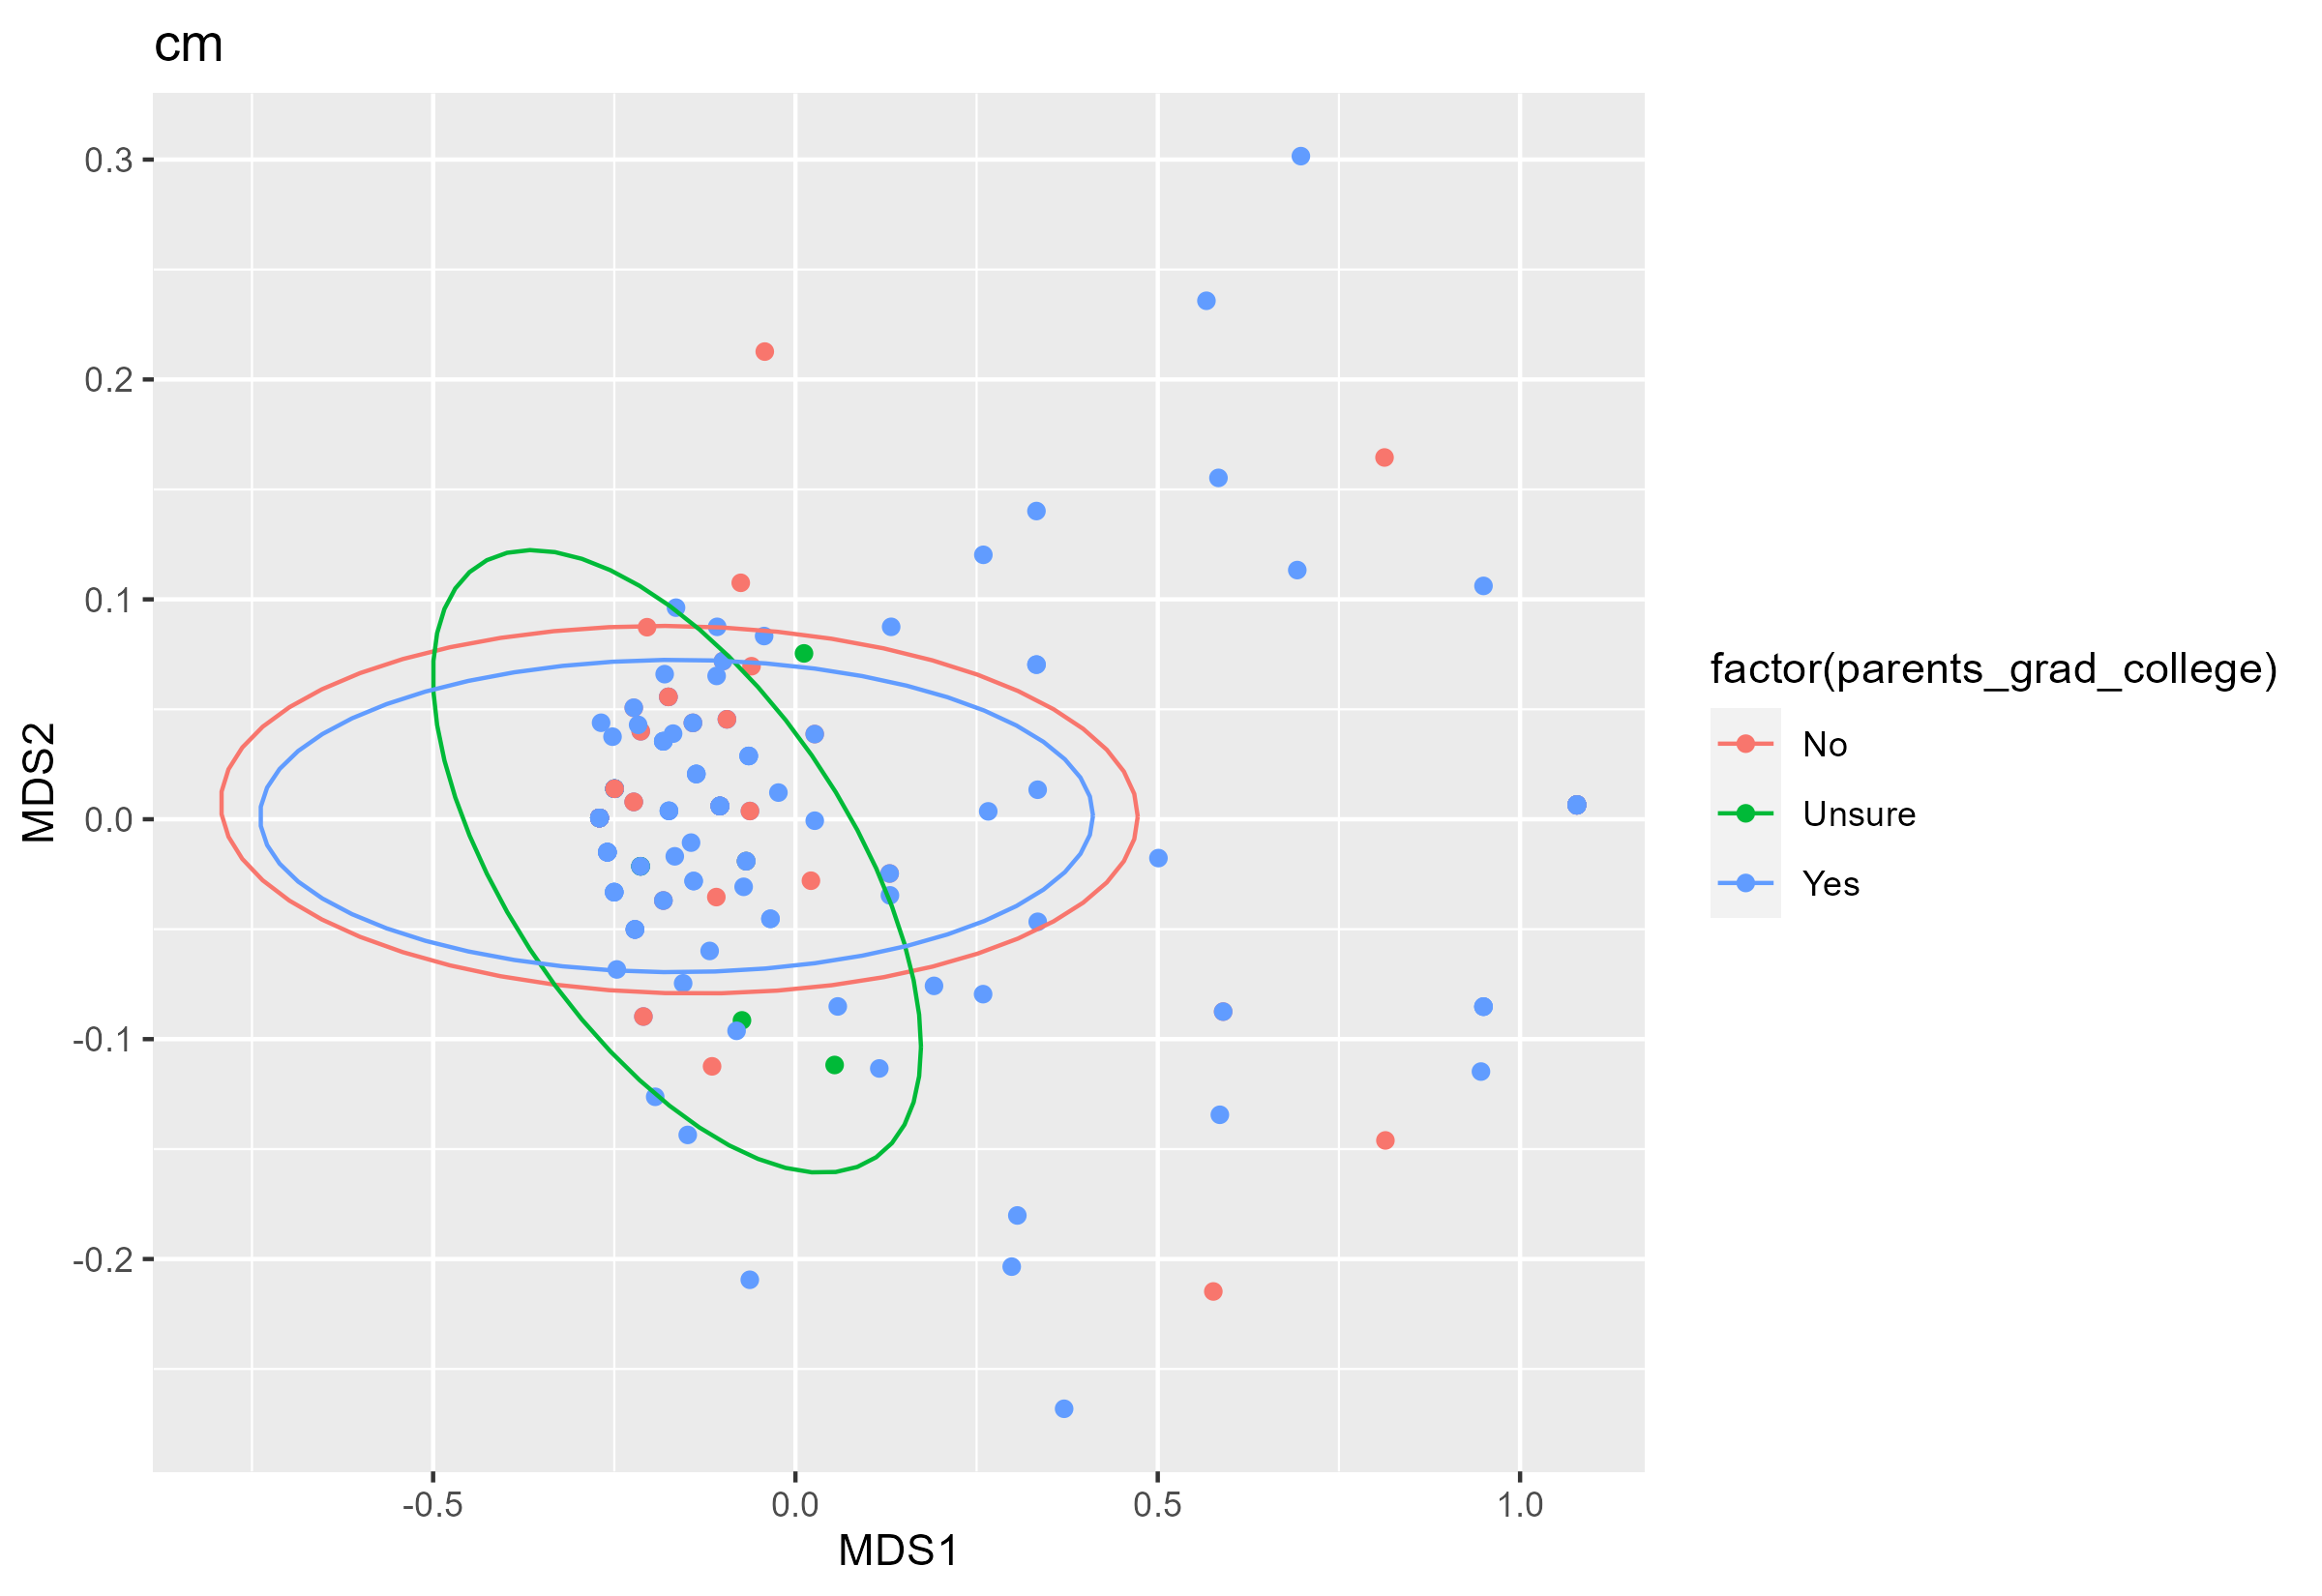 cm
0.3
0.2
0.1
0.0
-0.1
-0.2
MDS2
-0.5
0.0
0.5
1.0
MDS1
factor(parents_grad_college)
No
Unsure
Yes